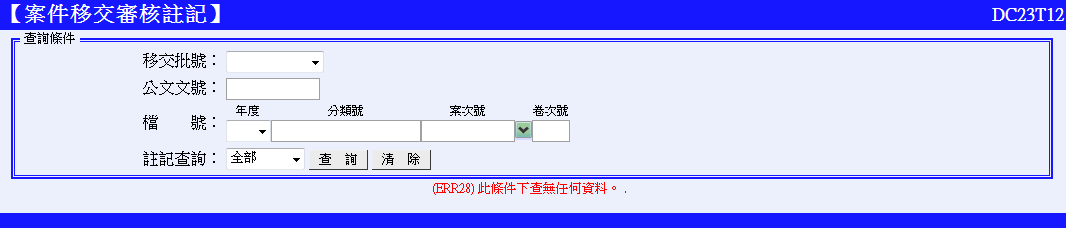 【案件移交審核註記】 DC23T12
查詢條件
移交批號：
公文文號：
年度 分類號 案次號 卷次號
檔 號：
註記查詢： 全部 查 詢 清 除
(ERR28) 此條件下查無任何資料。 .